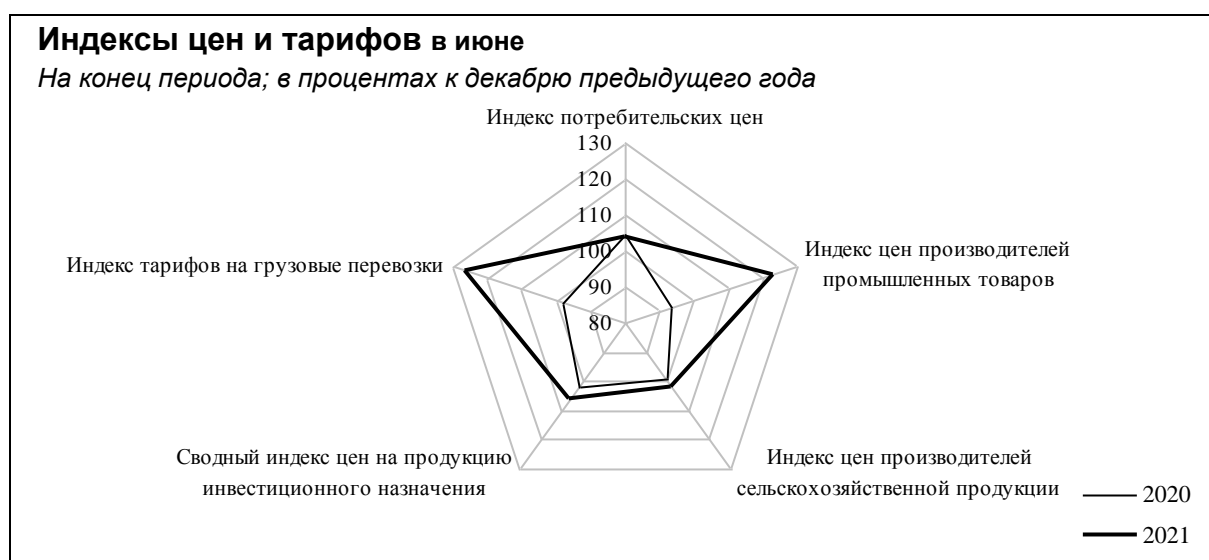 Индексы цен и тарифов в июне
На конец периода; в процентах к декабрю предыдущего года
Индекс потребительских цен
130
120
110
100
90
80
Индекс цен производителей
промышленных товаров
Индекс тарифов на грузовые перевозки
Сводный индекс цен на продукцию
инвестиционного назначения
Индекс цен производителей
сельскохозяйственной продукции
2020
2021